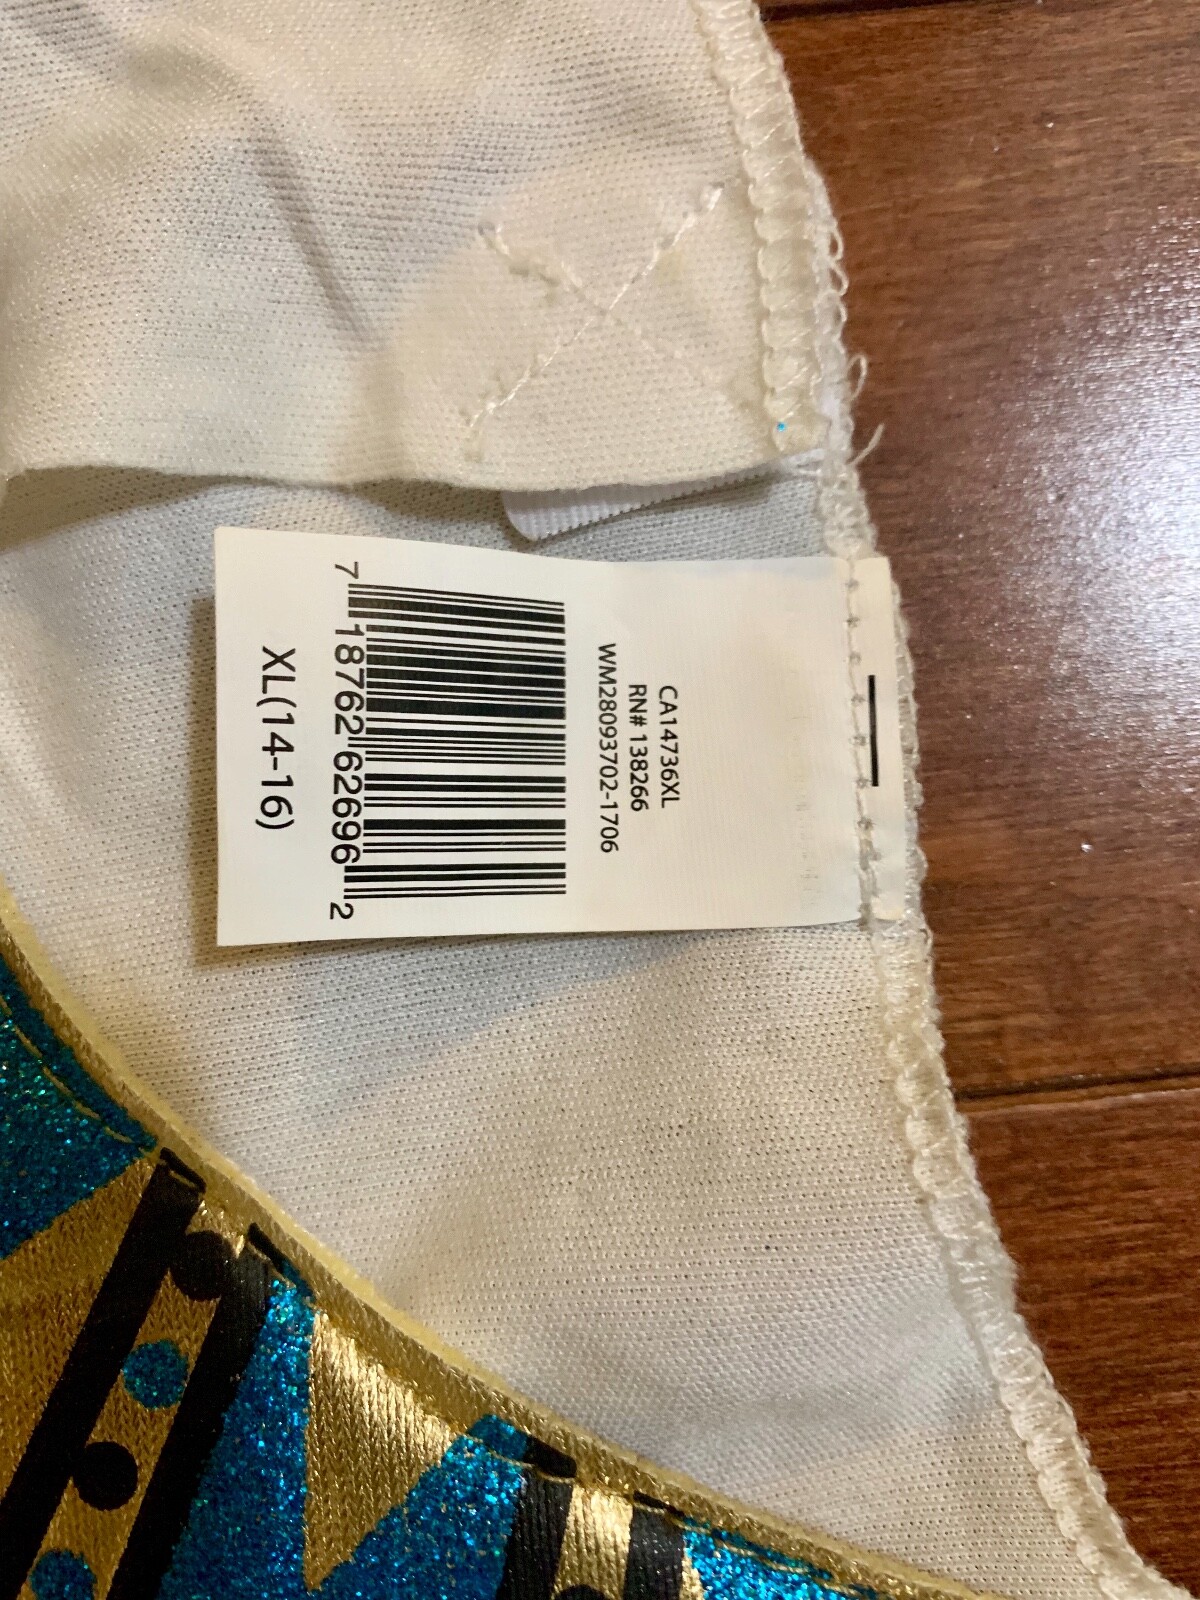 CA14736XL
RN# 138266
WM28093702-1706
7 18762 62696 2
XL(14-16)